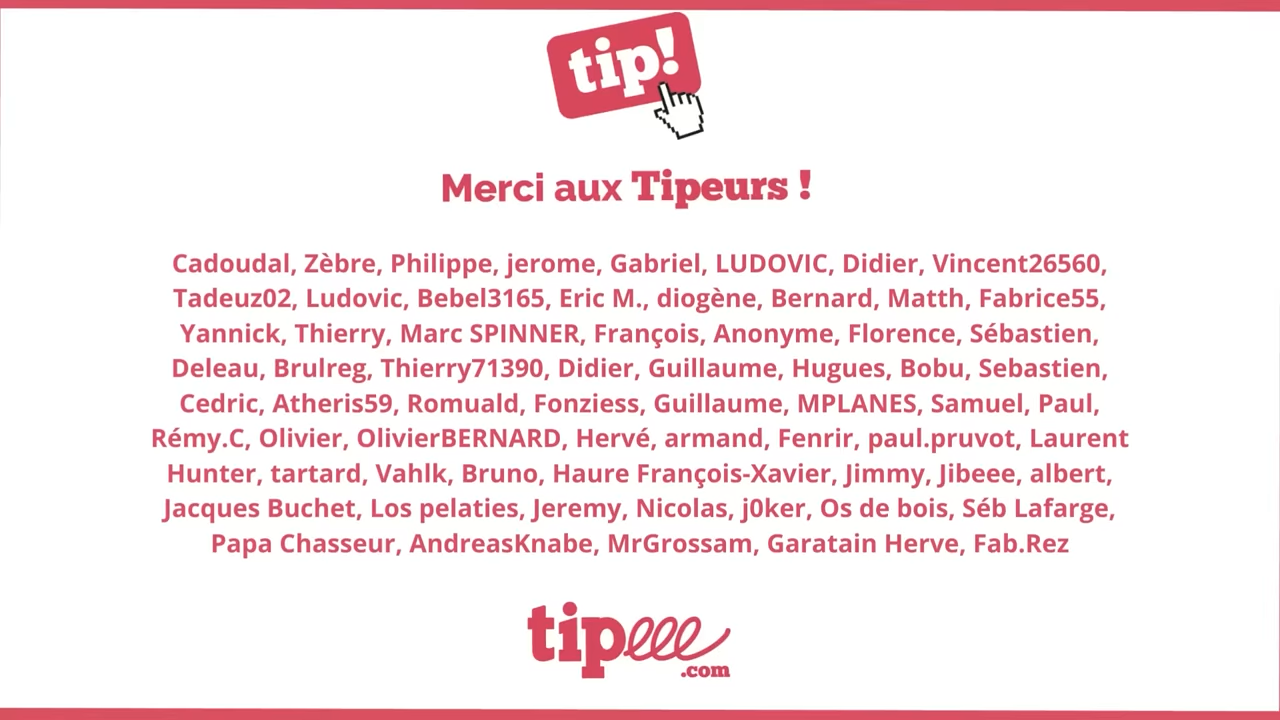 tip!
Merci aux Tipeurs !
Cadoudal, Zèbre, Philippe, jerome, Gabriel, LUDOVIC, Didier, Vincent26560,
Tadeuz02, Ludovic, Bebel3165, Eric M., diogène, Bernard, Matth, Fabrice55,
Yannick, Thierry, Marc SPINNER, François, Anonyme, Florence, Sébastien,
Deleau, Brulreg, Thierry71390, Didier, Guillaume, Hugues, Bobu, Sebastien,
Cedric, Atheris59, Romuald, Fonziess, Guillaume, MPLANES, Samuel, Paul,
Rémy.C, Olivier, OlivierBERNARD, Hervé, armand, Fenrir, paul.pruvot, Laurent
Hunter, tartard, Vahlk, Bruno, Haure François-Xavier, Jimmy, Jibeee, albert,
Jacques Buchet, Los pelaties, Jeremy, Nicolas, j0ker, Os de bois, Séb Lafarge,
Papa Chasseur, AndreasKnabe, MrGrossam, Garatain Herve, Fab.Rez
tipeee
.com